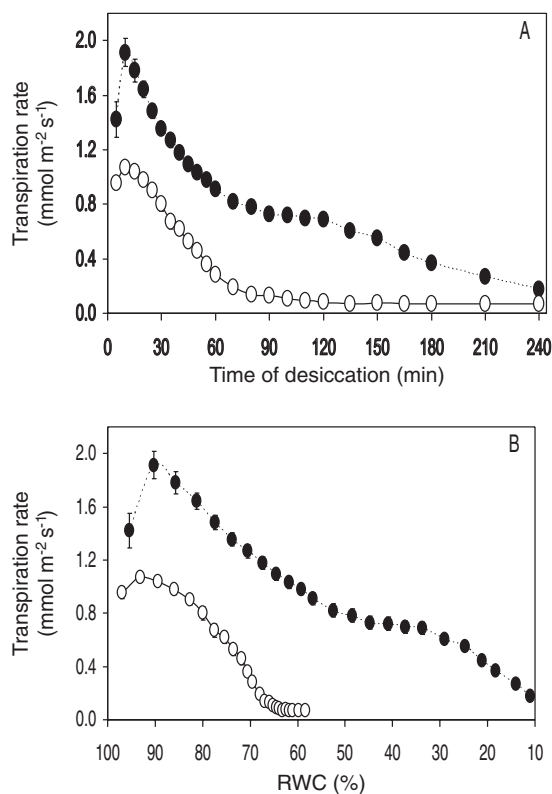 A
Transpiration rate
(mmol m⁻² s⁻¹)
2.0
1.6
1.2
0.8
0.4
0.0
0 30 60 90 120 150 180 210 240
Time of desiccation (min)
B
Transpiration rate
(mmol m⁻² s⁻¹)
2.0
1.6
1.2
0.8
0.4
0.0
100 90 80 70 60 50 40 30 20 10
RWC (%)